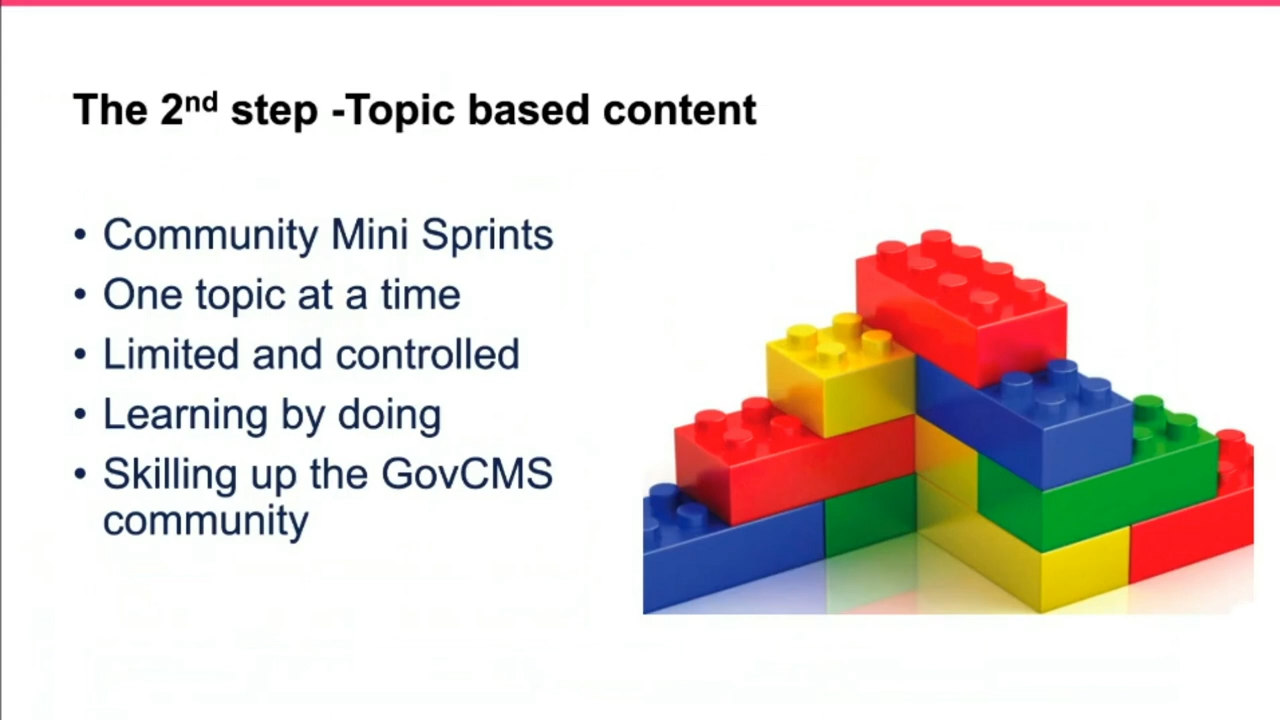 The 2nd step -Topic based content
• Community Mini Sprints
• One topic at a time
• Limited and controlled
• Learning by doing
• Skilling up the GovCMS
community